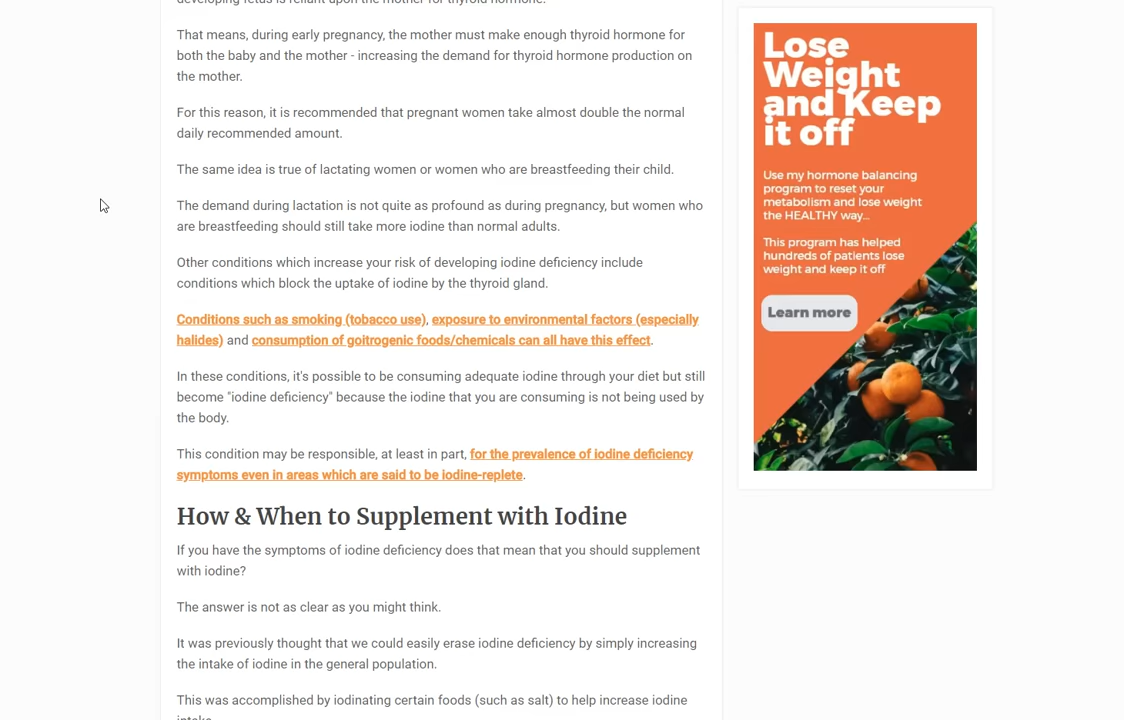 developing fetus is reliant upon the mother for thyroid hormone.
That means, during early pregnancy, the mother must make enough thyroid hormone for
both the baby and the mother - increasing the demand for thyroid hormone production on
the mother.
For this reason, it is recommended that pregnant women take almost double the normal
daily recommended amount.
The same idea is true of lactating women or women who are breastfeeding their child.
The demand during lactation is not quite as profound as during pregnancy, but women who
are breastfeeding should still take more iodine than normal adults.
Other conditions which increase your risk of developing iodine deficiency include
conditions which block the uptake of iodine by the thyroid gland.
Conditions such as smoking (tobacco use), exposure to environmental factors (especially
halides) and consumption of goitrogenic foods/chemicals can all have this effect.
In these conditions, it's possible to be consuming adequate iodine through your diet but still
become "iodine deficiency" because the iodine that you are consuming is not being used by
the body.
This condition may be responsible, at least in part, for the prevalence of iodine deficiency
symptoms even in areas which are said to be iodine-replete.
How & When to Supplement with Iodine
If you have the symptoms of iodine deficiency does that mean that you should supplement
with iodine?
The answer is not as clear as you might think.
It was previously thought that we could easily erase iodine deficiency by simply increasing
the intake of iodine in the general population.
This was accomplished by iodinating certain foods (such as salt) to help increase iodine
intake.
Lose
Weight
and Keep
it off
Use my hormone balancing
program to reset your
metabolism and lose weight
the HEALTHY way...
This program has helped
hundreds of patients lose
weight and keep it off
Learn more